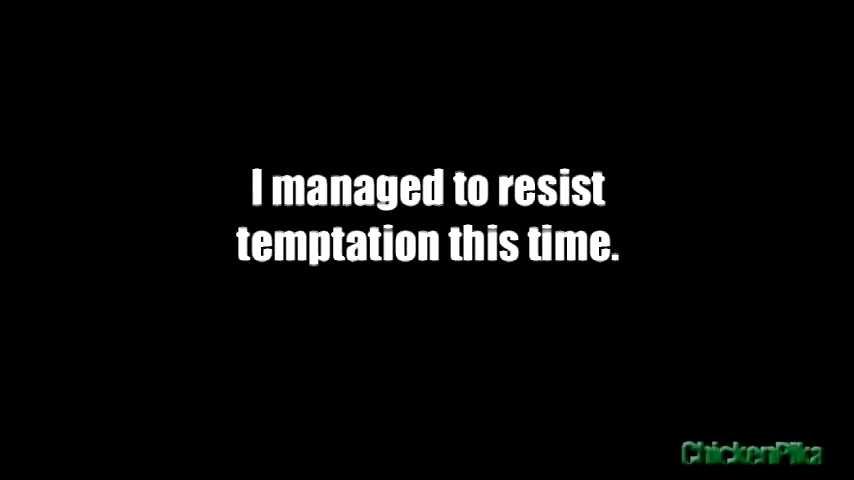 I managed to resist
temptation this time.
ChickenPika